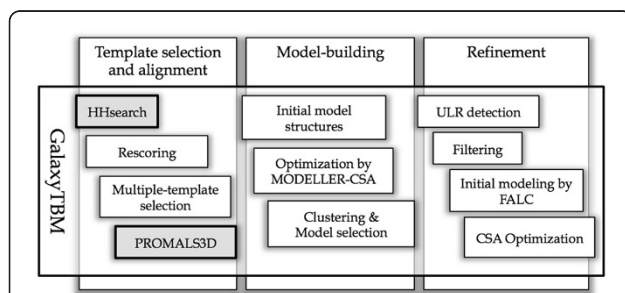 Template selection
and alignment
Model-building
Refinement
GalaxyTBM
HHsearch
Rescoring
Multiple-template
selection
PROMALS3D
Initial model
structures
Optimization by
MODELLER-CSA
Clustering &
Model selection
ULR detection
Filtering
Initial modeling by
FALC
CSA Optimization